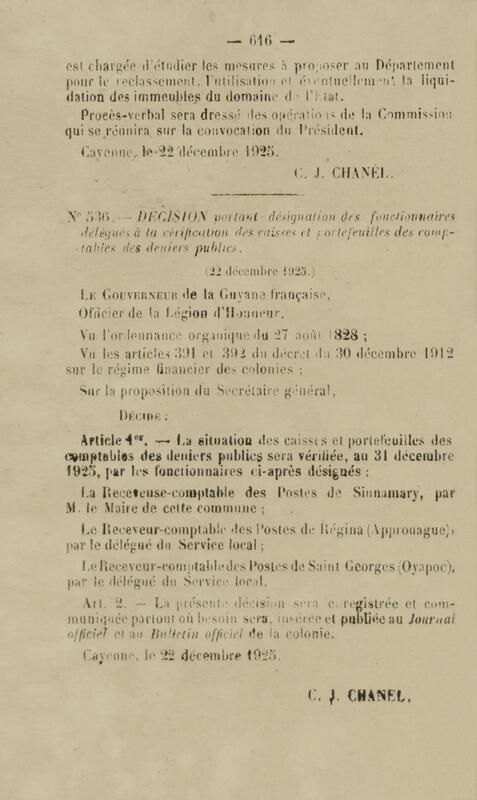 — 616 —
est chargée d'étudier les mesures à proposer au Département
pour le reclassement, l'utilisation et éventuellement la liqui-
dation des immeubles du domaine de l'Etat.
Procès-verbal sera dressé des opérations de la Commission
qui se réunira sur la convocation du Président.
Cayenne, le 22 décembre 1925.
C. J. CHANEL.
N° 536. — DÉCISION portant désignation des fonctionnaires
délégués à la vérification des caisses et portefeuilles des comp-
tables des deniers publics.
(22 décembre 1925.)
LE GOUVERNEUR de la Guyane française,
Officier de la Légion d'Honneur,
Vu l'ordonnance organique du 27 août 1828 ;
Vu les articles 391 et 392 du décret du 30 décembre 1912
sur le régime financier des colonies ;
Sur la proposition du Secrétaire général,
DÉCIDE :
Article 1er. — La situation des caisses et portefeuilles des
comptables des deniers publics sera vérifiée, au 31 décembre
1925, par les fonctionnaires ci-après désignés :
La Receveuse-comptable des Postes de Sinnamary, par
M. le Maire de cette commune ;
Le Receveur-comptable des Postes de Régina (Approuague),
par le délégué du Service local ;
Le Receveur-comptable des Postes de Saint Georges (Oyapoc),
par le délégué du Service local.
Art. 2. — La présente décision sera enregistrée et com-
muniquée partout où besoin sera, insérée et publiée au Journal
officiel et au Bulletin officiel de la colonie.
Cayenne, le 22 décembre 1925.
C. J. CHANEL.